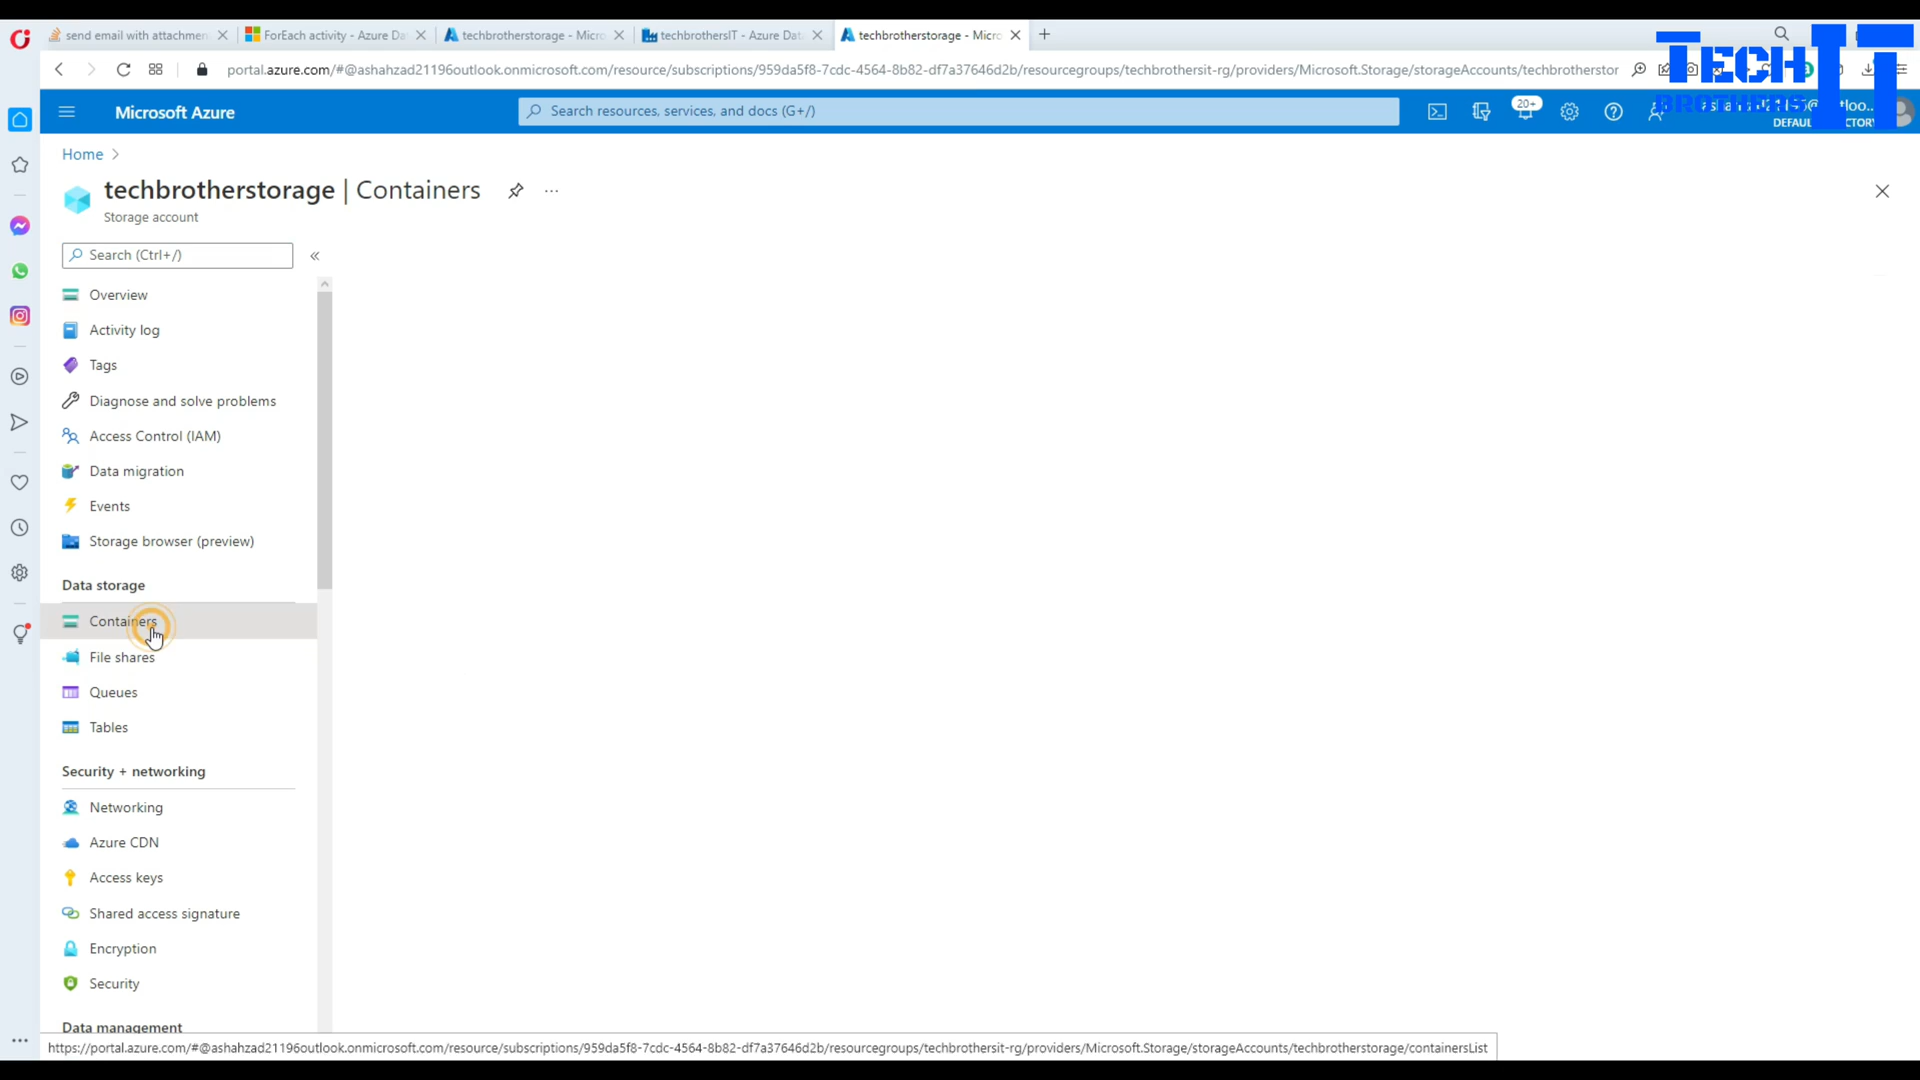 send email with attachmen
ForEach activity - Azure Da
techbrotherstorage - Micro
techbrothersIT - Azure Dat
techbrotherstorage - Micro
portal.azure.com/#@ashahzad21196outlook.onmicrosoft.com/resource/subscriptions/959da5f8-7cdc-4564-8b82-df7a37646d2b/resourcegroups/techbrothersit-rg/providers/Microsoft.Storage/storageAccounts/techbrotherstor
TECH IT
BROTHERS
Microsoft Azure
Search resources, services, and docs (G+/)
20+
Home
techbrotherstorage | Containers
Storage account
Search (Ctrl+/)
Overview
Activity log
Tags
Diagnose and solve problems
Access Control (IAM)
Data migration
Events
Storage browser (preview)
Data storage
Containers
File shares
Queues
Tables
Security + networking
Networking
Azure CDN
Access keys
Shared access signature
Encryption
Security
Data management
https://portal.azure.com/#@ashahzad21196outlook.onmicrosoft.com/resource/subscriptions/959da5f8-7cdc-4564-8b82-df7a37646d2b/resourcegroups/techbrothersit-rg/providers/Microsoft.Storage/storageAccounts/techbrotherstorage/containersList